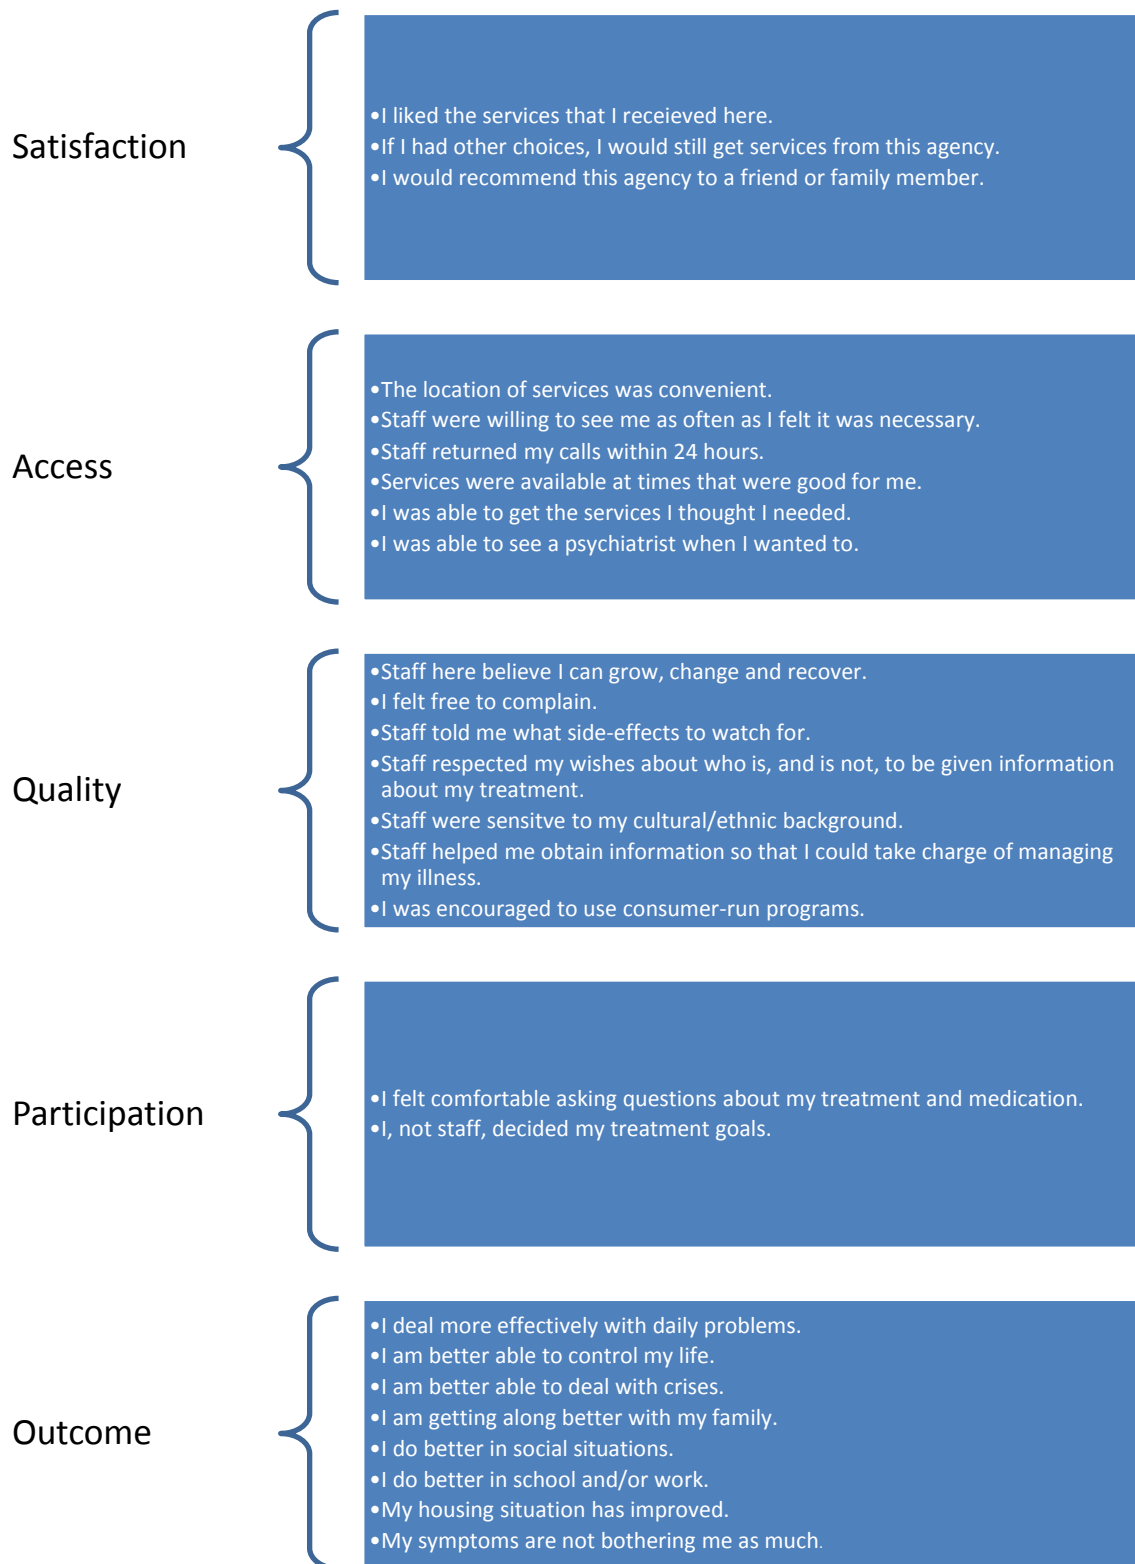 Satisfaction
•I liked the services that I receieved here.
•If I had other choices, I would still get services from this agency.
•I would recommend this agency to a friend or family member.
Access
•The location of services was convenient.
•Staff were willing to see me as often as I felt it was necessary.
•Staff returned my calls within 24 hours.
•Services were available at times that were good for me.
•I was able to get the services I thought I needed.
•I was able to see a psychiatrist when I wanted to.
Quality
•Staff here believe I can grow, change and recover.
•I felt free to complain.
•Staff told me what side-effects to watch for.
•Staff respected my wishes about who is, and is not, to be given information
about my treatment.
•Staff were sensitve to my cultural/ethnic background.
•Staff helped me obtain information so that I could take charge of managing
my illness.
•I was encouraged to use consumer-run programs.
Participation
•I felt comfortable asking questions about my treatment and medication.
•I, not staff, decided my treatment goals.
Outcome
•I deal more effectively with daily problems.
•I am better able to control my life.
•I am better able to deal with crises.
•I am getting along better with my family.
•I do better in social situations.
•I do better in school and/or work.
•My housing situation has improved.
•My symptoms are not bothering me as much.